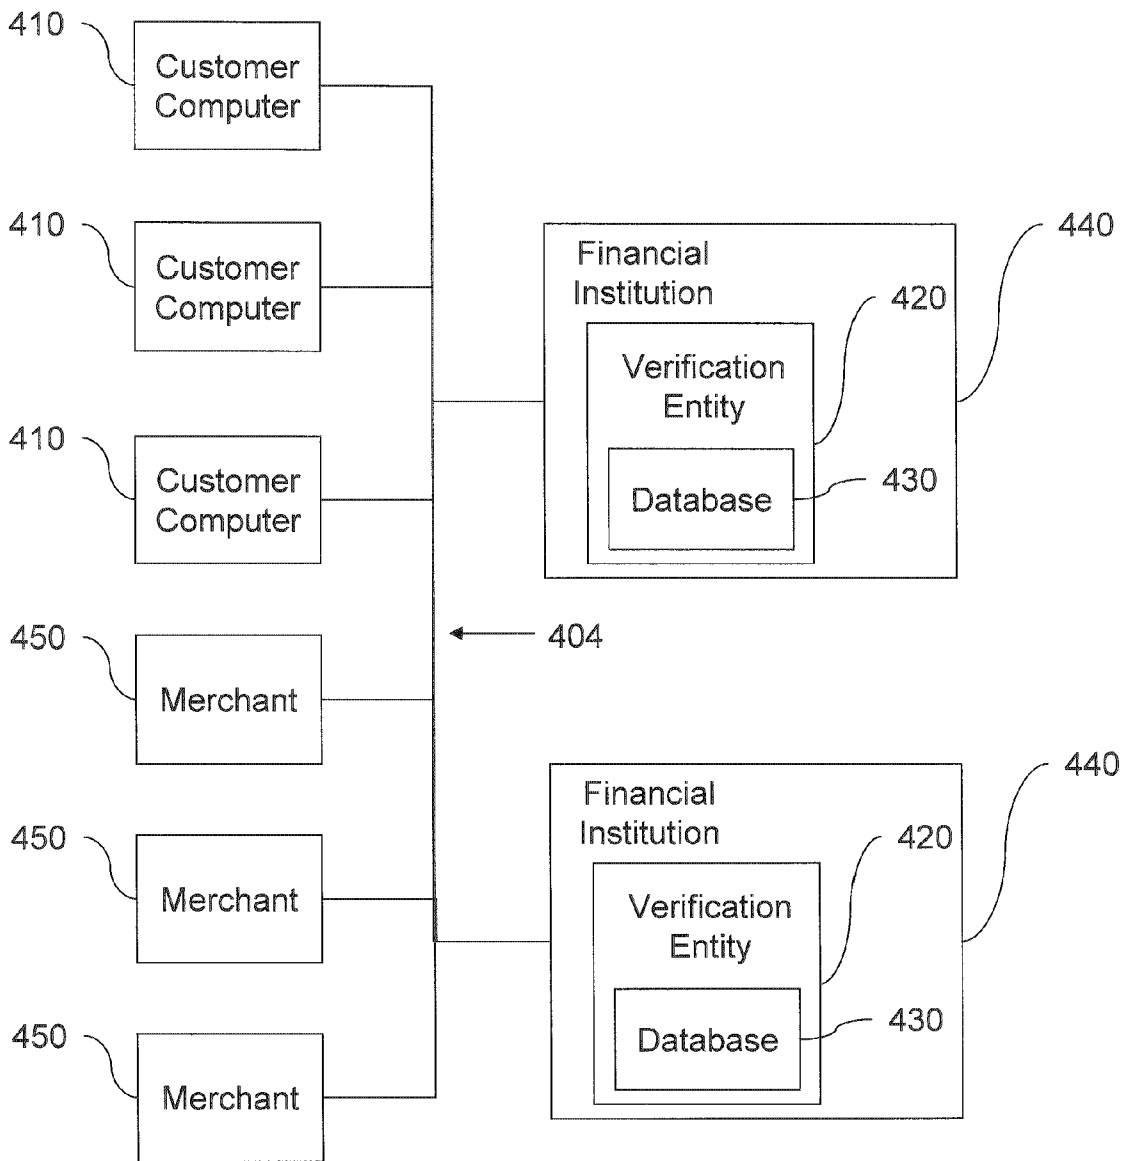 410
Customer
Computer
410
Customer
Computer
410
Customer
Computer
450
Merchant
450
Merchant
450
Merchant
404
440
Financial
Institution
420
Verification
Entity
430
Database
440
Financial
Institution
420
Verification
Entity
430
Database